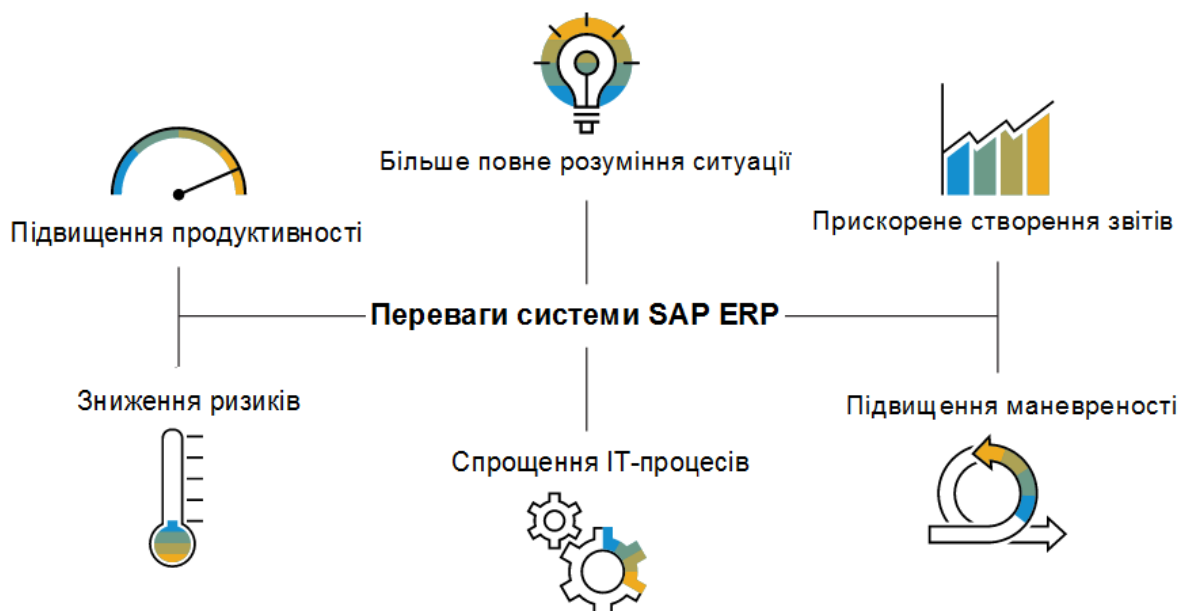 Більше повне розуміння ситуації
Підвищення продуктивності
Прискорене створення звітів
Переваги системи SAP ERP
Зниження ризиків
Підвищення маневреності
Спрощення ІТ-процесів